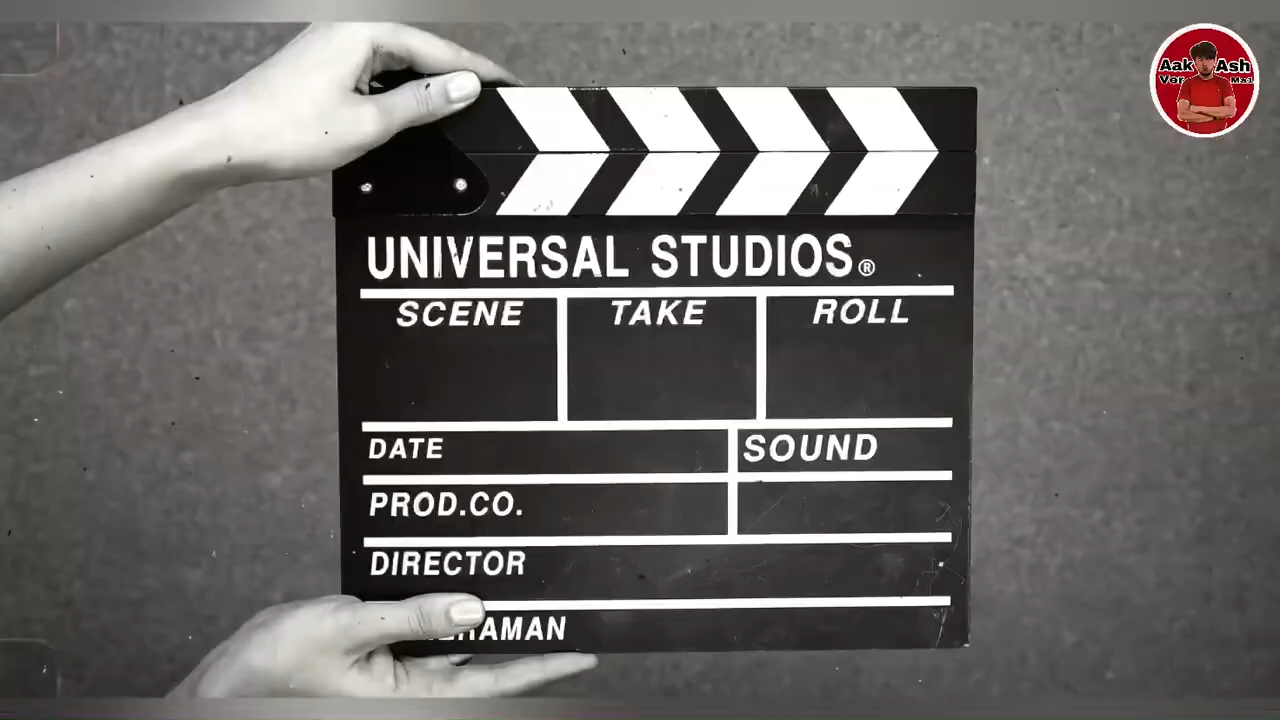 Aak Ash
UNIVERSAL STUDIOS®
SCENE TAKE ROLL
DATE SOUND
PROD.CO.
DIRECTOR